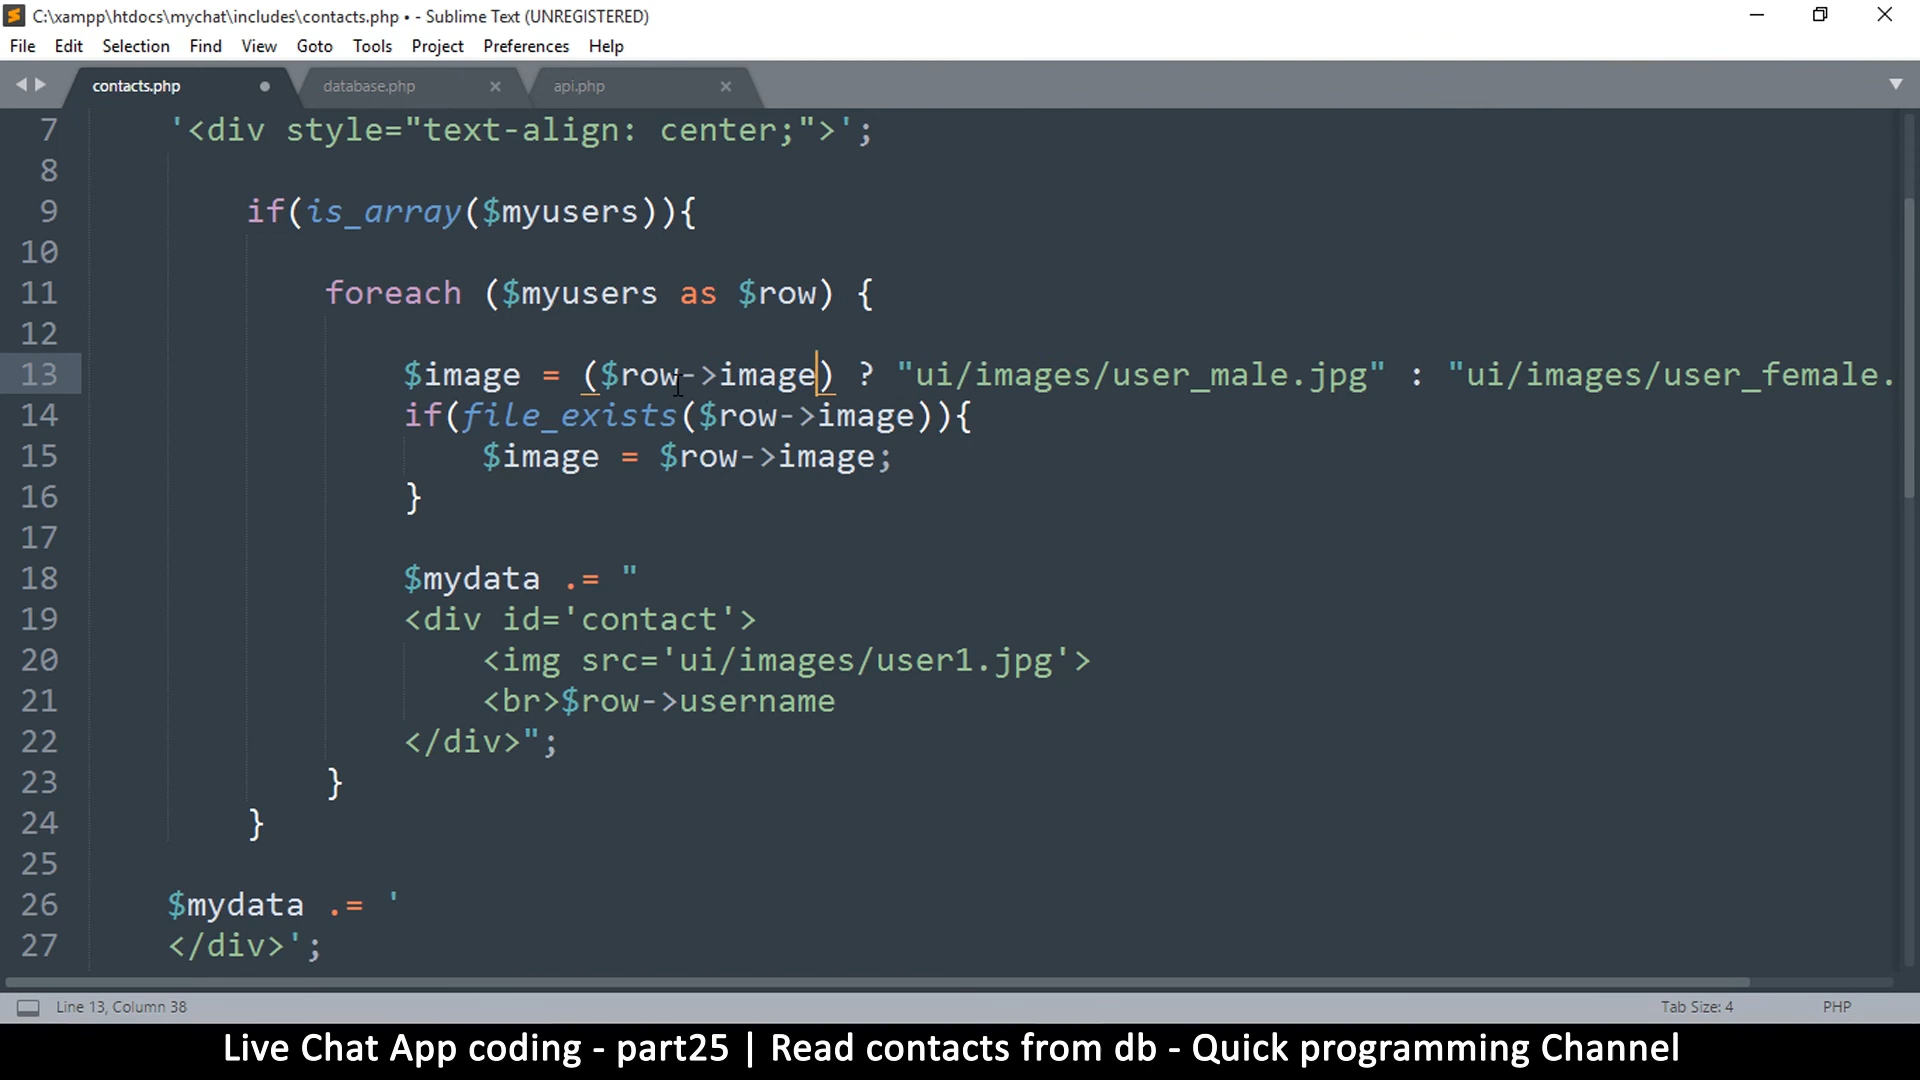 C:\xampp\htdocs\mychat\includes\contacts.php • - Sublime Text (UNREGISTERED)
File Edit Selection Find View Goto Tools Project Preferences Help
contacts.php database.php api.php
7 '<div style="text-align: center;">';
8
9 if(is_array($myusers)){
10
11 foreach ($myusers as $row) {
12
13 $image = ($row->image) ? "ui/images/user_male.jpg" : "ui/images/user_female.
14 if(file_exists($row->image)){
15 $image = $row->image;
16 }
17
18 $mydata .= "
19 <div id='contact'>
20 <img src='ui/images/user1.jpg'>
21 <br>$row->username
22 </div>";
23 }
24 }
25
26 $mydata .= '
27 </div>';
Line 13, Column 38 Tab Size: 4 PHP
Live Chat App coding - part25 | Read contacts from db - Quick programming Channel